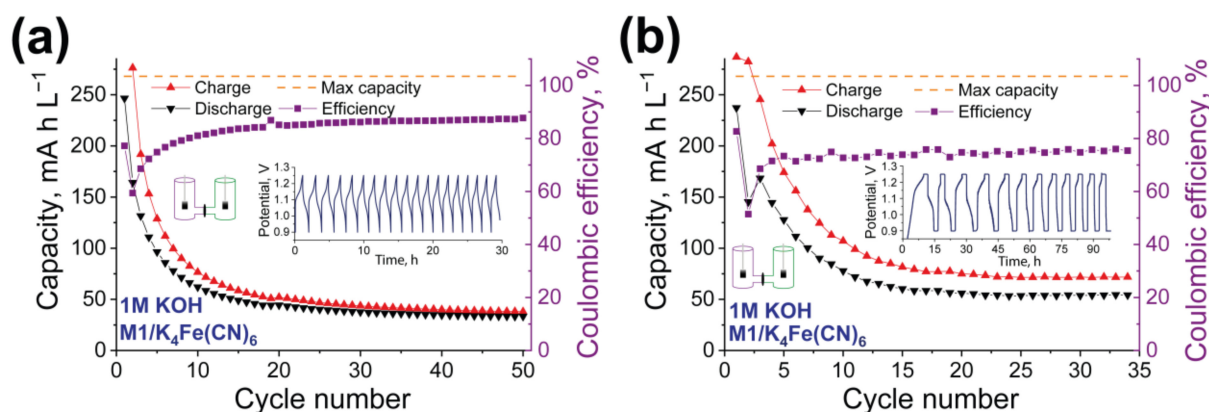 (a)
Capacity, mA h L⁻¹
250
200
150
100
50
0
Charge
Discharge
Max capacity
Efficiency
100
80
60
40
20
0
Coulombic efficiency, %
Potential, V
1.3
1.2
1.1
1.0
0.9
0 10 20 30
Time, h
1M KOH
M1/K₄Fe(CN)₆
0 10 20 30 40 50
Cycle number
(b)
Capacity, mA h L⁻¹
250
200
150
100
50
0
Charge
Discharge
Max capacity
Efficiency
100
80
60
40
20
0
Coulombic efficiency, %
Potential, V
1.3
1.2
1.1
1.0
0.9
15 30 45 60 75 90
Time, h
1M KOH
M1/K₄Fe(CN)₆
0 5 10 15 20 25 30 35
Cycle number